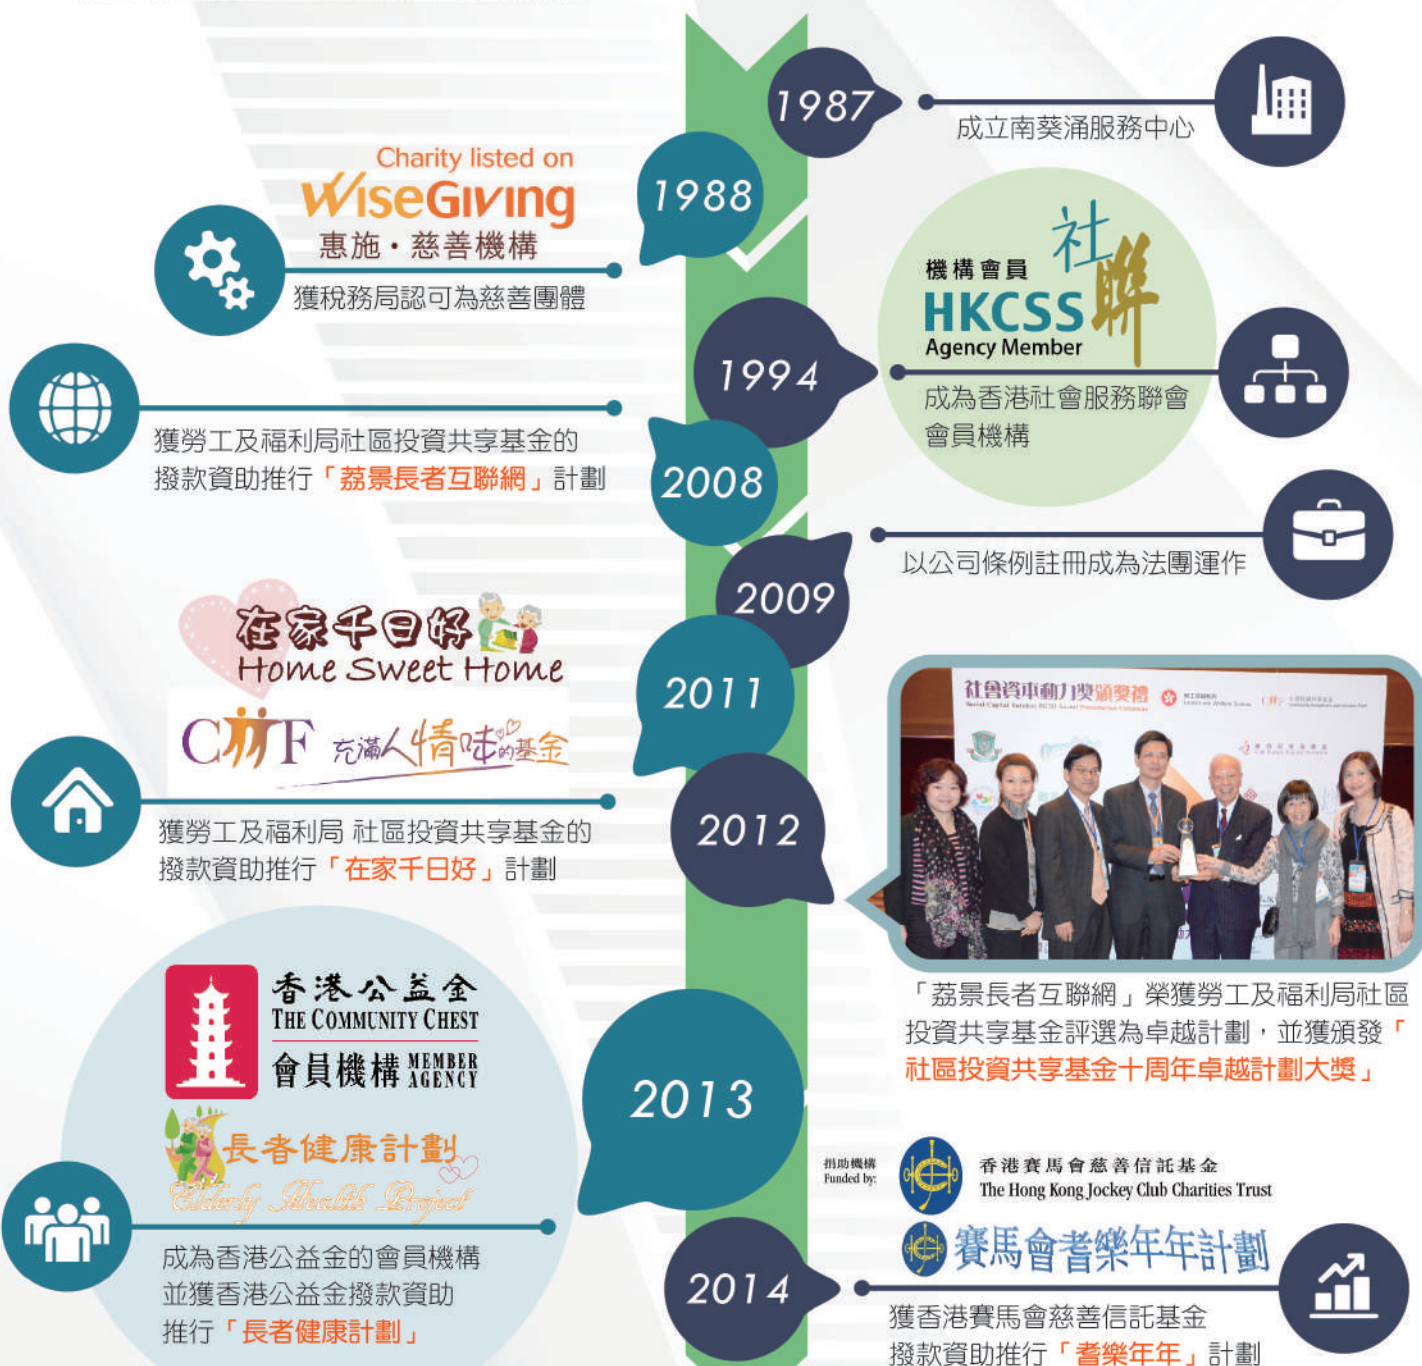 1987
成立南葵涌服務中心
1988
Charity listed on
WiseGiving
惠施・慈善機構
獲稅務局認可為慈善團體
1994
社聯
機構會員
HKCSS
Agency Member
成為香港社會服務聯會
會員機構
2008
獲勞工及福利局社區投資共享基金的
撥款資助推行「荔景長者互聯網」計劃
2009
以公司條例註冊成為法團運作
2011
在家千日好
Home Sweet Home
CIIF 充滿人情味的基金
獲勞工及福利局 社區投資共享基金的
撥款資助推行「在家千日好」計劃
2012
社會資本動力獎頒獎禮
「荔景長者互聯網」榮獲勞工及福利局社區
投資共享基金評選為卓越計劃，並獲頒發「
社區投資共享基金十周年卓越計劃大獎」
2013
香港公益金
THE COMMUNITY CHEST
會員機構 MEMBER AGENCY
長者健康計劃
Elderly Health Project
成為香港公益金的會員機構
並獲香港公益金撥款資助
推行「長者健康計劃」
2014
捐助機構
Funded by:
香港賽馬會慈善信託基金
The Hong Kong Jockey Club Charities Trust
賽馬會耆樂年年計劃
獲香港賽馬會慈善信託基金
撥款資助推行「耆樂年年」計劃